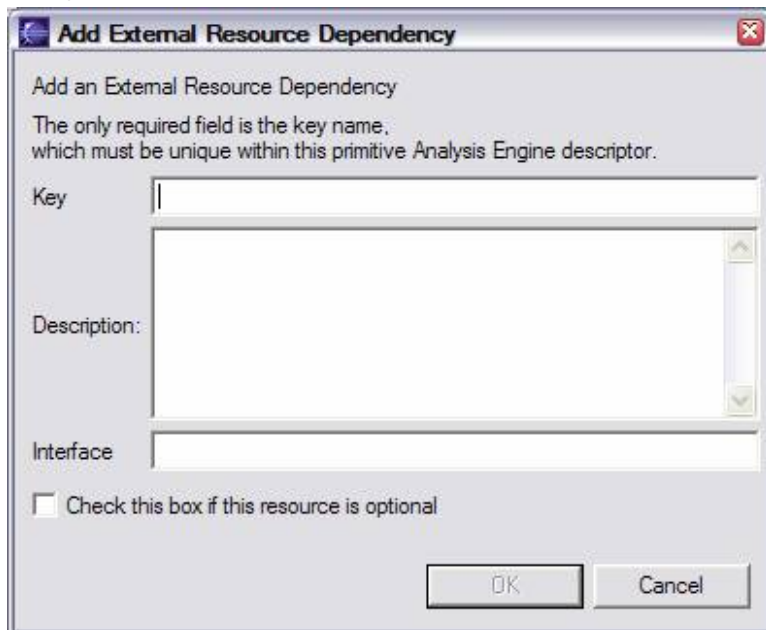 Add External Resource Dependency
Add an External Resource Dependency
The only required field is the key name,
which must be unique within this primitive Analysis Engine descriptor.
Key
Description:
Interface
Check this box if this resource is optional
OK
Cancel